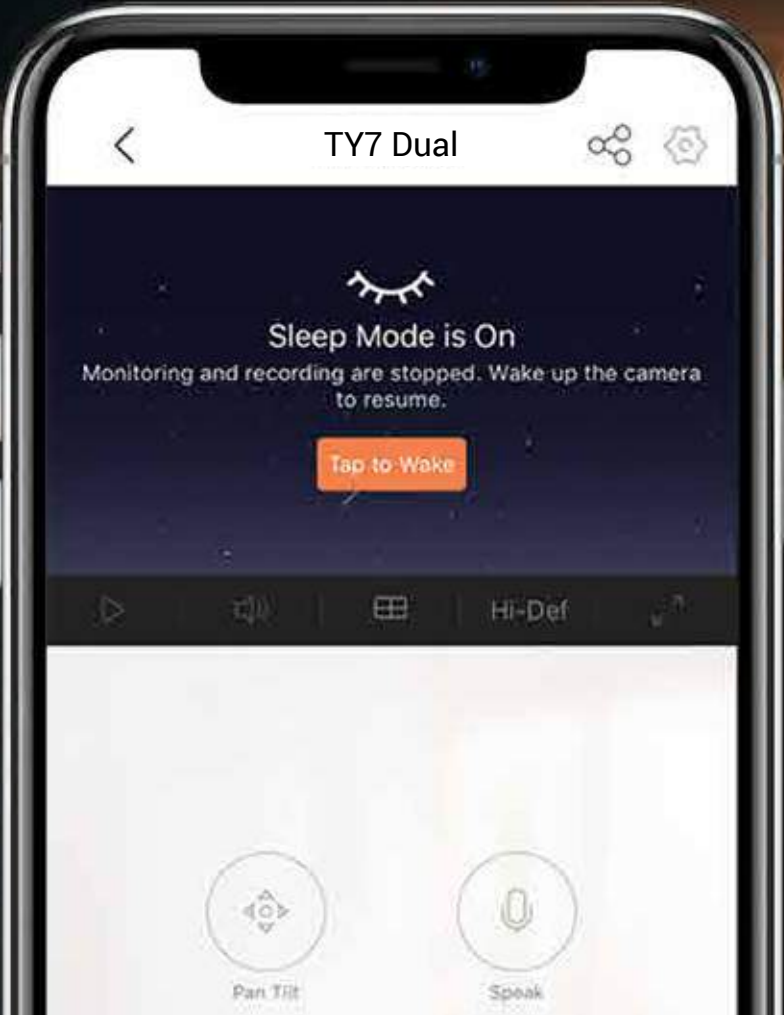 TY7 Dual
Sleep Mode is On
Monitoring and recording are stopped. Wake up the camera
to resume.
Tap to Wake
Hi-Def
Pan Tilt
Speak